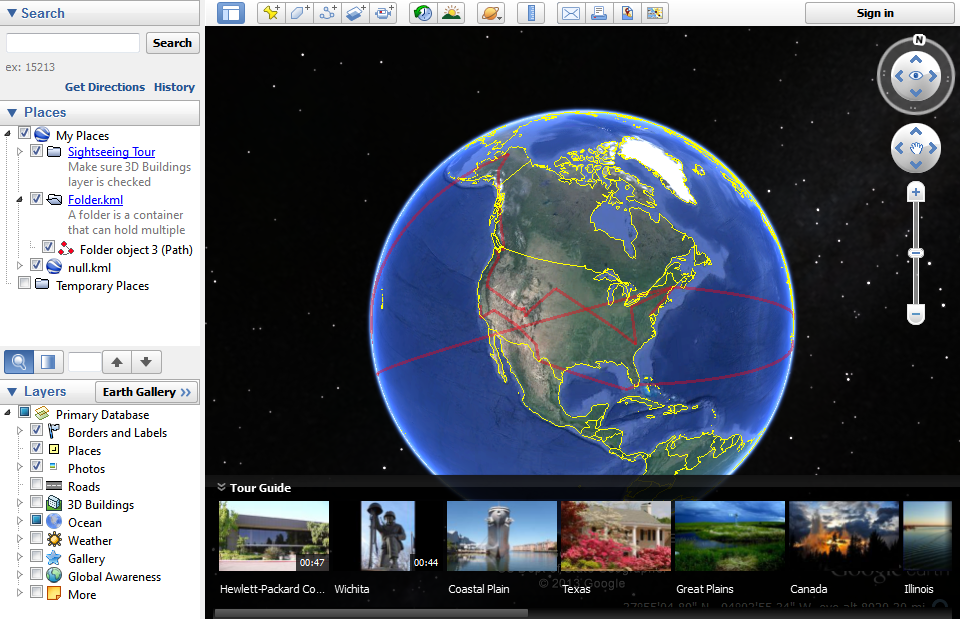 Search
Sign in
N
Search
ex: 15213
Get Directions History
Places
My Places
Sightseeing Tour
Make sure 3D Buildings
layer is checked
Folder.kml
A folder is a container
that can hold multiple
Folder object 3 (Path)
null.kml
Temporary Places
Layers
Earth Gallery >>
Primary Database
Borders and Labels
Places
Photos
Roads
3D Buildings
Ocean
Weather
Gallery
Global Awareness
More
Tour Guide
00:47
00:44
Hewlett-Packard Co...
Wichita
Coastal Plain
Texas
Great Plains
Canada
Illinois
© 2013 Google
Google earth